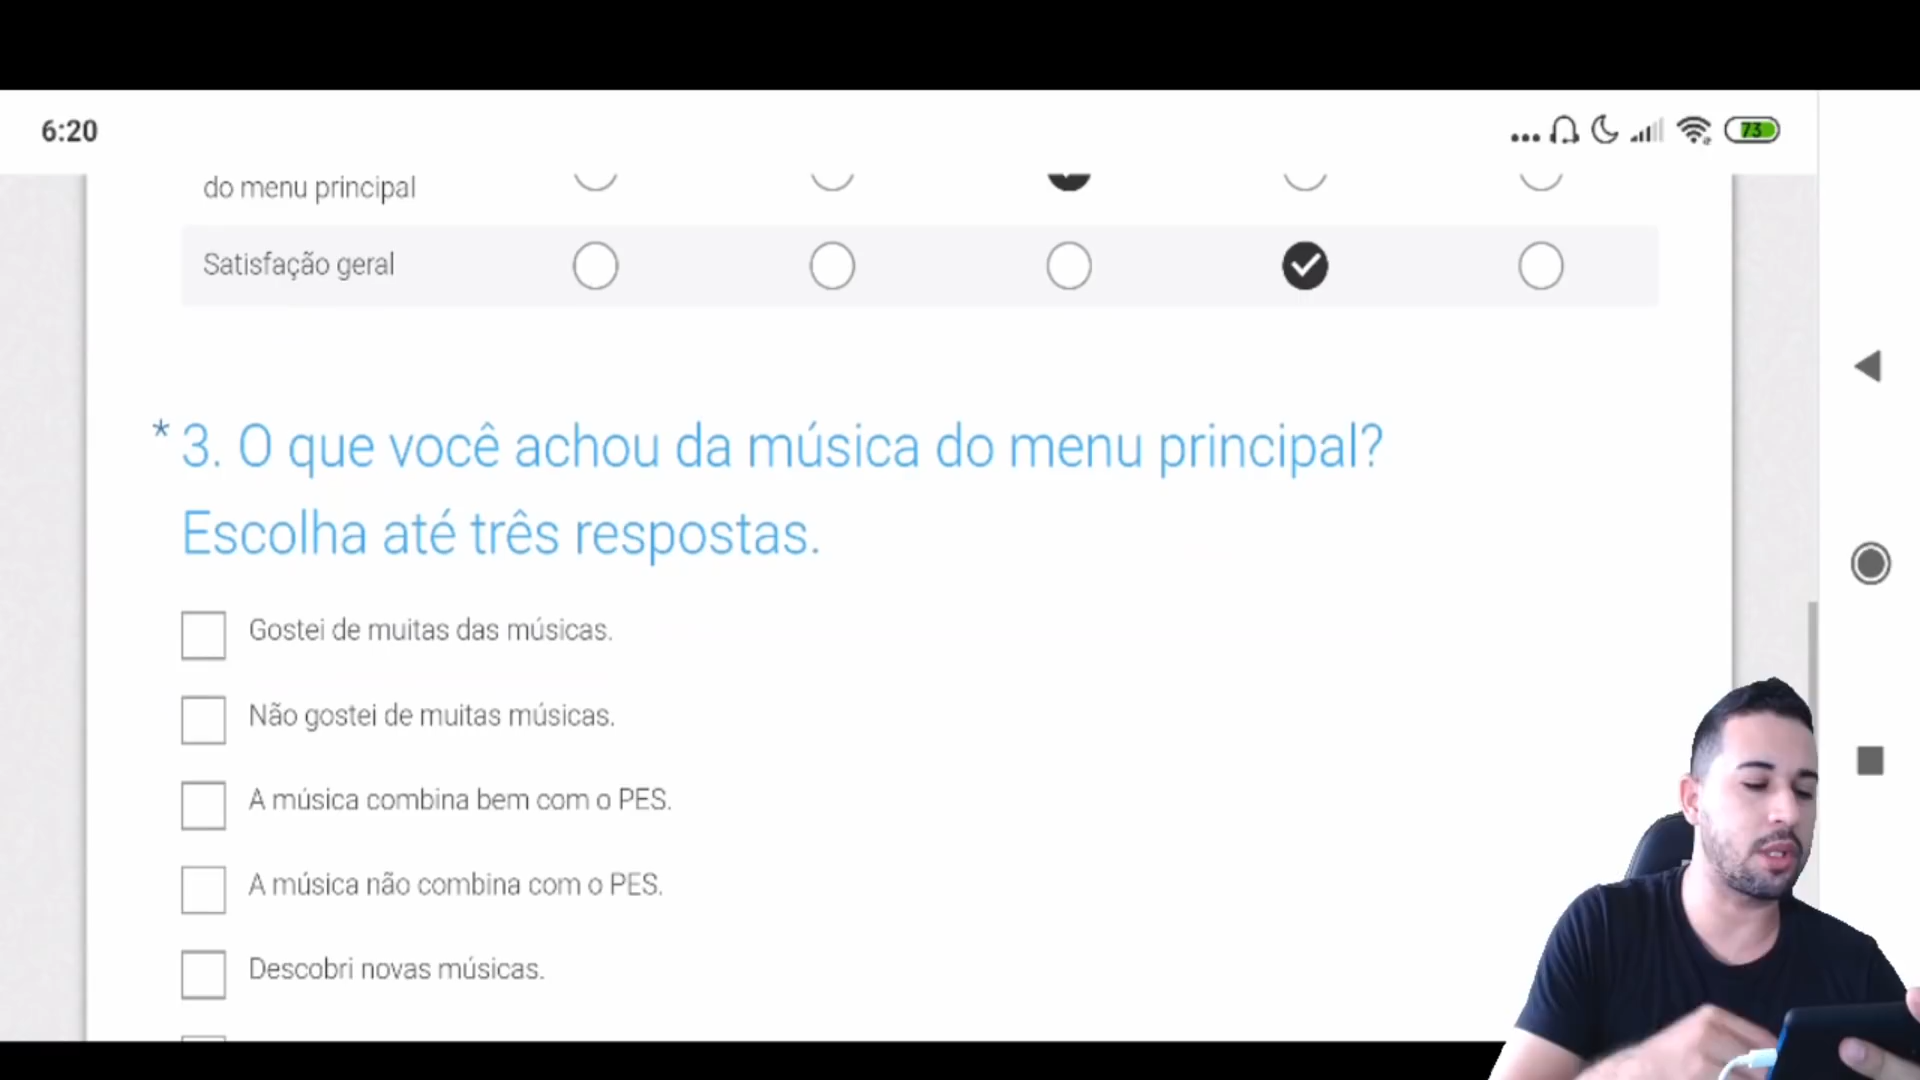 6:20
73
do menu principal
Satisfação geral
* 3. O que você achou da música do menu principal?
Escolha até três respostas.
Gostei de muitas das músicas.
Não gostei de muitas músicas.
A música combina bem com o PES.
A música não combina com o PES.
Descobri novas músicas.